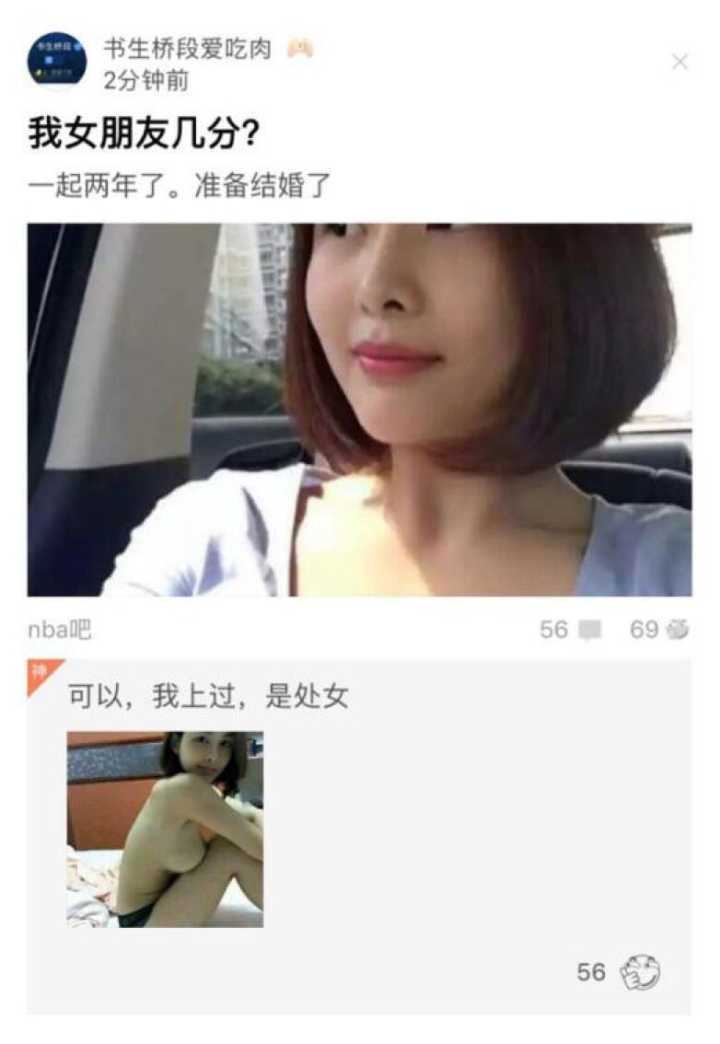 书生桥段爱吃肉
2分钟前
我女朋友几分?
一起两年了。准备结婚了
nba吧
56
69
神
可以，我上过，是处女
56